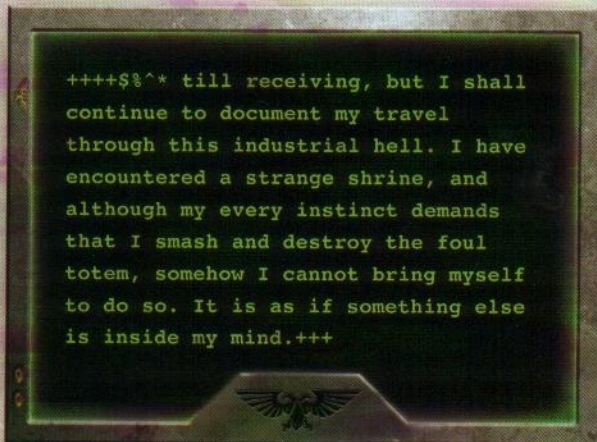 ++++$%^* till receiving, but I shall
continue to document my travel
through this industrial hell. I have
encountered a strange shrine, and
although my every instinct demands
that I smash and destroy the foul
totem, somehow I cannot bring myself
to do so. It is as if something else
is inside my mind.+++